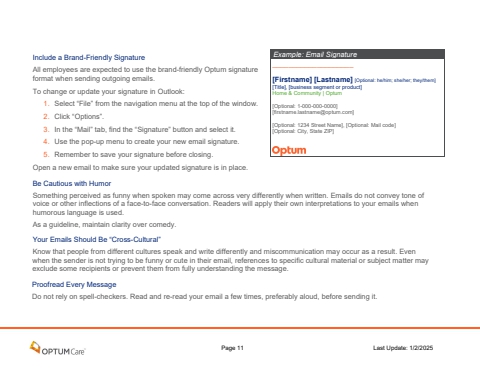 Include a Brand-Friendly Signature
All employees are expected to use the brand-friendly Optum signature
format when sending outgoing emails.
To change or update your signature in Outlook:
1. Select “File” from the navigation menu at the top of the window.
2. Click “Options”.
3. In the “Mail” tab, find the “Signature” button and select it.
4. Use the pop-up menu to create your new email signature.
5. Remember to save your signature before closing.
Open a new email to make sure your updated signature is in place.
Example: Email Signature
[Firstname] [Lastname] [Optional: he/him; she/her; they/them]
[Title], [business segment or product]
Home & Community | Optum
[Optional: 1-000-000-0000]
[firstname.lastname@optum.com]
[Optional: 1234 Street Name], [Optional: Mail code]
[Optional: City, State ZIP]
Optum
Be Cautious with Humor
Something perceived as funny when spoken may come across very differently when written. Emails do not convey tone of
voice or other inflections of a face-to-face conversation. Readers will apply their own interpretations to your emails when
humorous language is used.
As a guideline, maintain clarity over comedy.
Your Emails Should Be “Cross-Cultural”
Know that people from different cultures speak and write differently and miscommunication may occur as a result. Even
when the sender is not trying to be funny or cute in their email, references to specific cultural material or subject matter may
exclude some recipients or prevent them from fully understanding the message.
Proofread Every Message
Do not rely on spell-checkers. Read and re-read your email a few times, preferably aloud, before sending it.
OPTUMCare
Page 11
Last Update: 1/2/2025